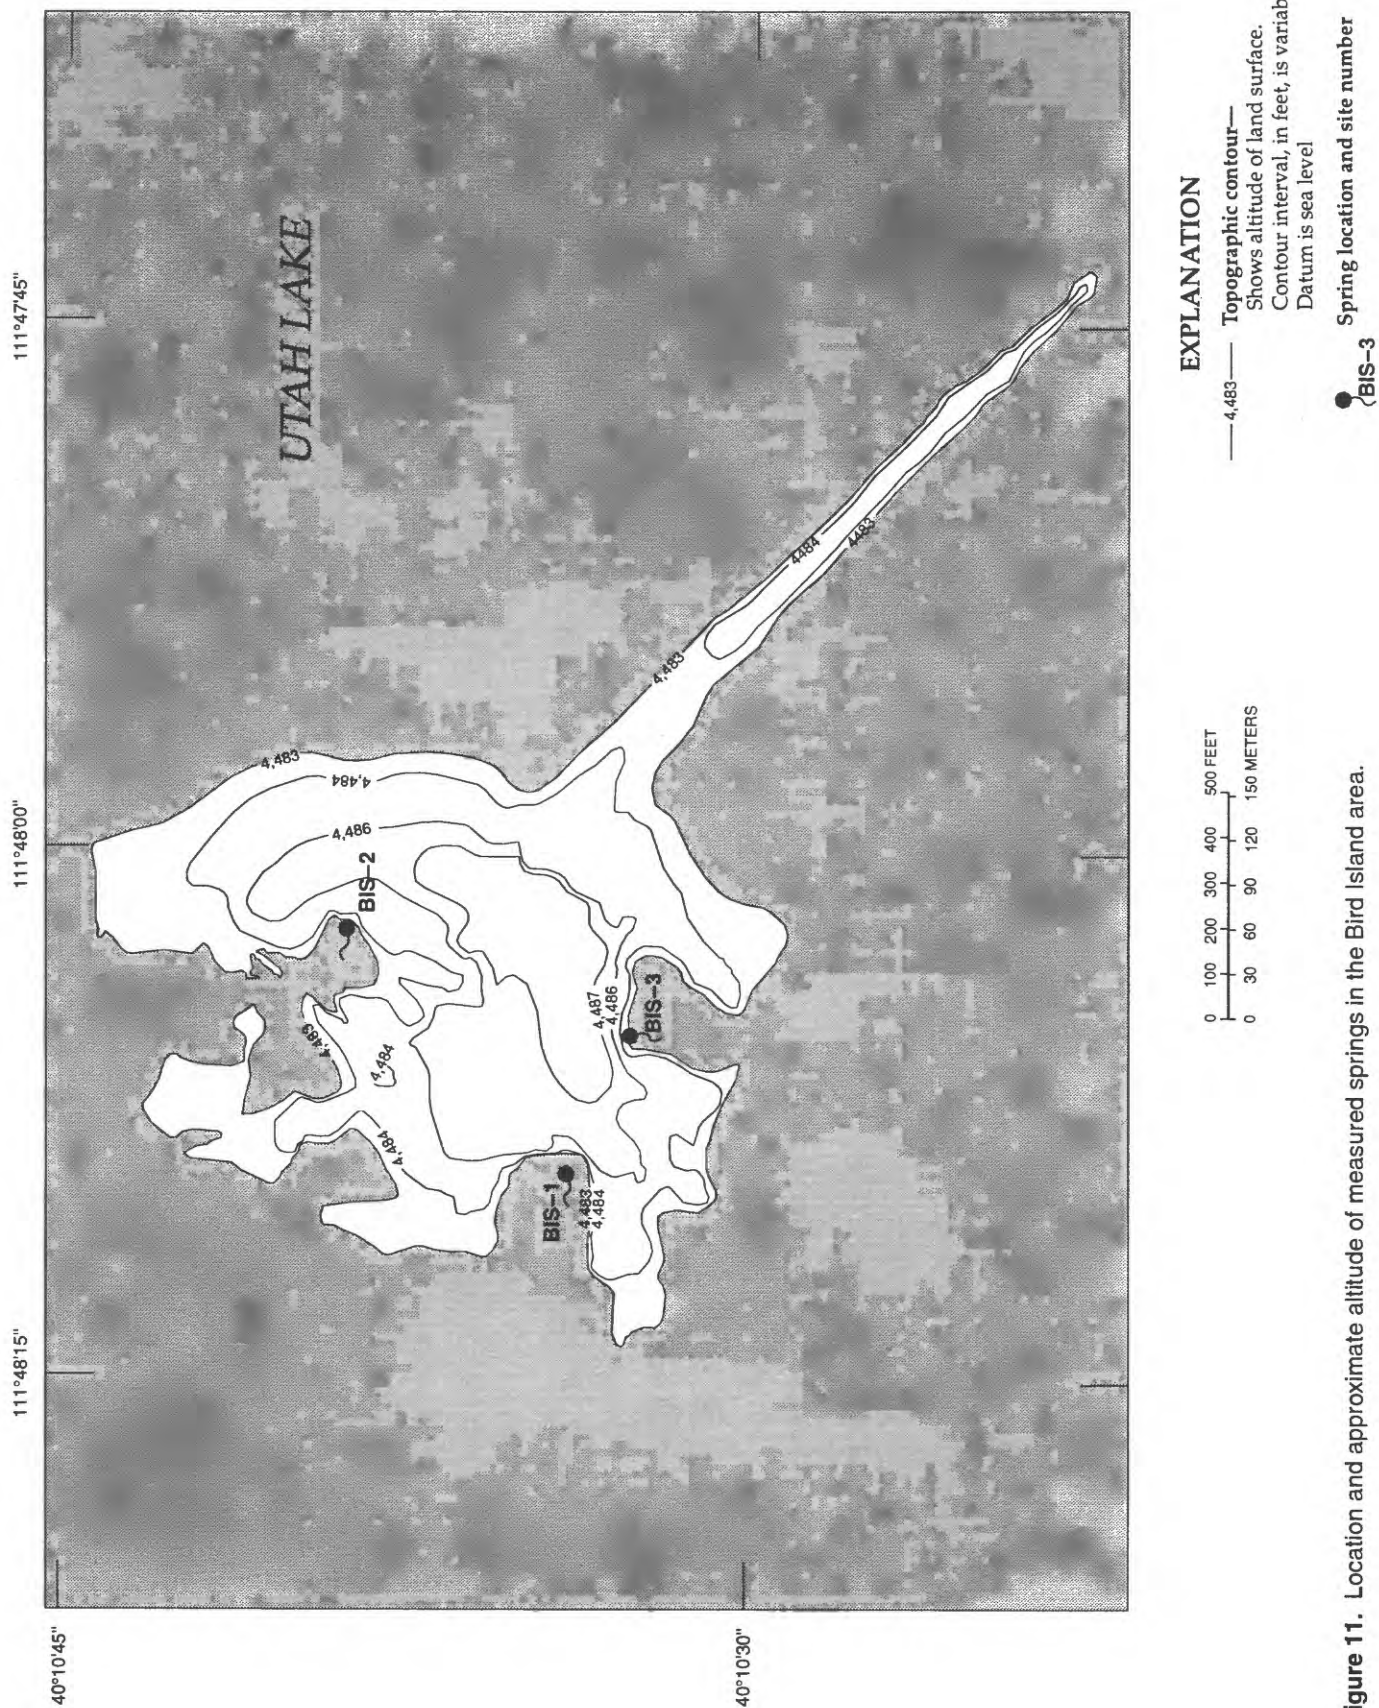 111°48'15"
111°48'00"
111°47'45"
40°10'45"
40°10'30"
UTAH LAKE
4,483
4,484
4,486
BIS–2
4,483
4,484
4,484
BIS–1
4,483
4,484
4,487
4,486
BIS–3
4,483
4484
4483
0 100 200 300 400 500 FEET
0 30 60 90 120 150 METERS
EXPLANATION
4,483 Topographic contour—
Shows altitude of land surface.
Contour interval, in feet, is variab
Datum is sea level
BIS–3 Spring location and site number
igure 11. Location and approximate altitude of measured springs in the Bird Island area.